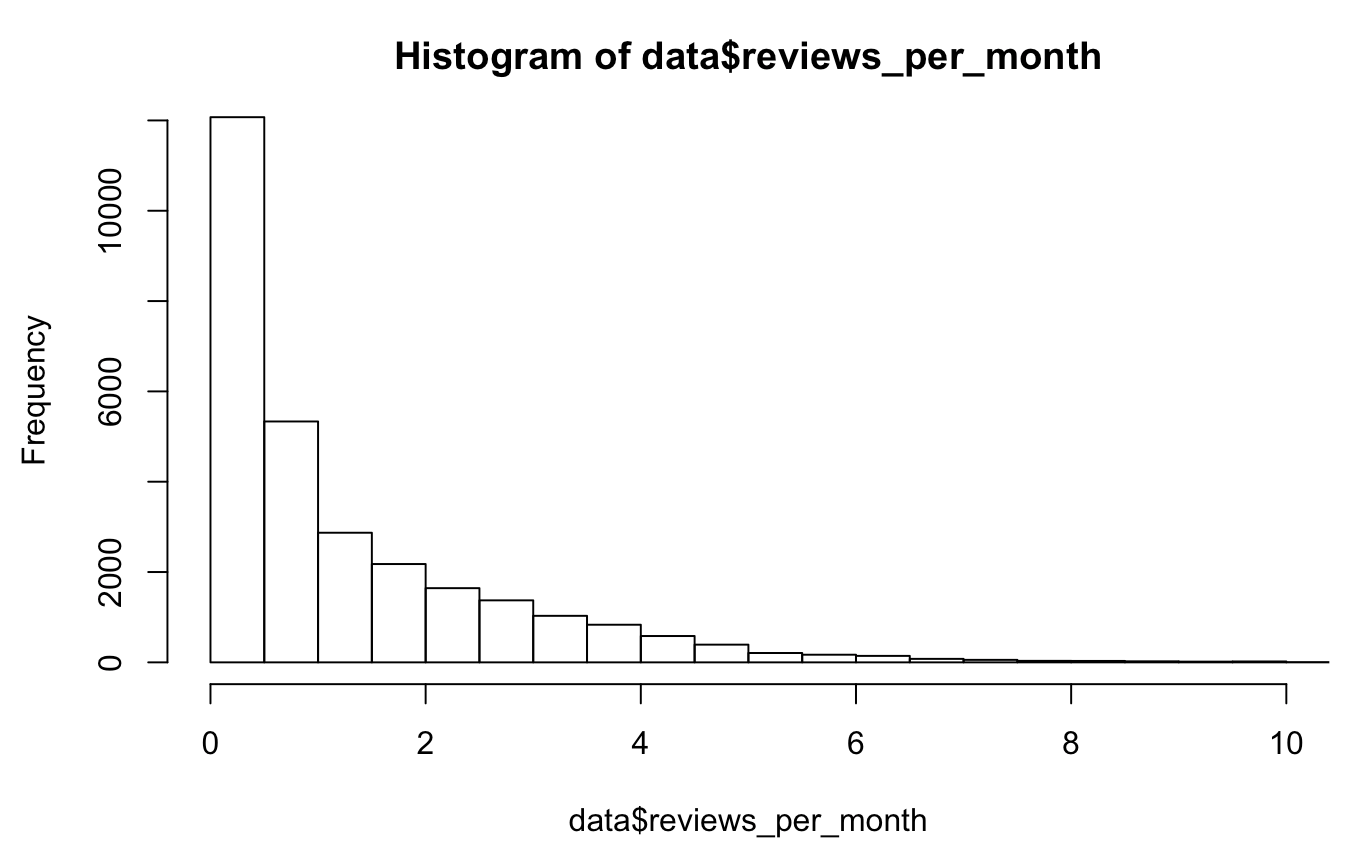 Histogram of data$reviews_per_month
Frequency
10000
6000
2000
0
0 2 4 6 8 10
data$reviews_per_month